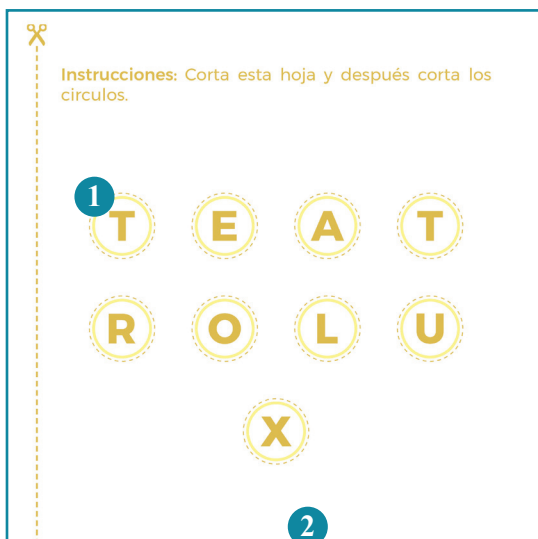 Instrucciones: Corta esta hoja y después corta los
circulos.
1
T E A T
R O L U
X
2